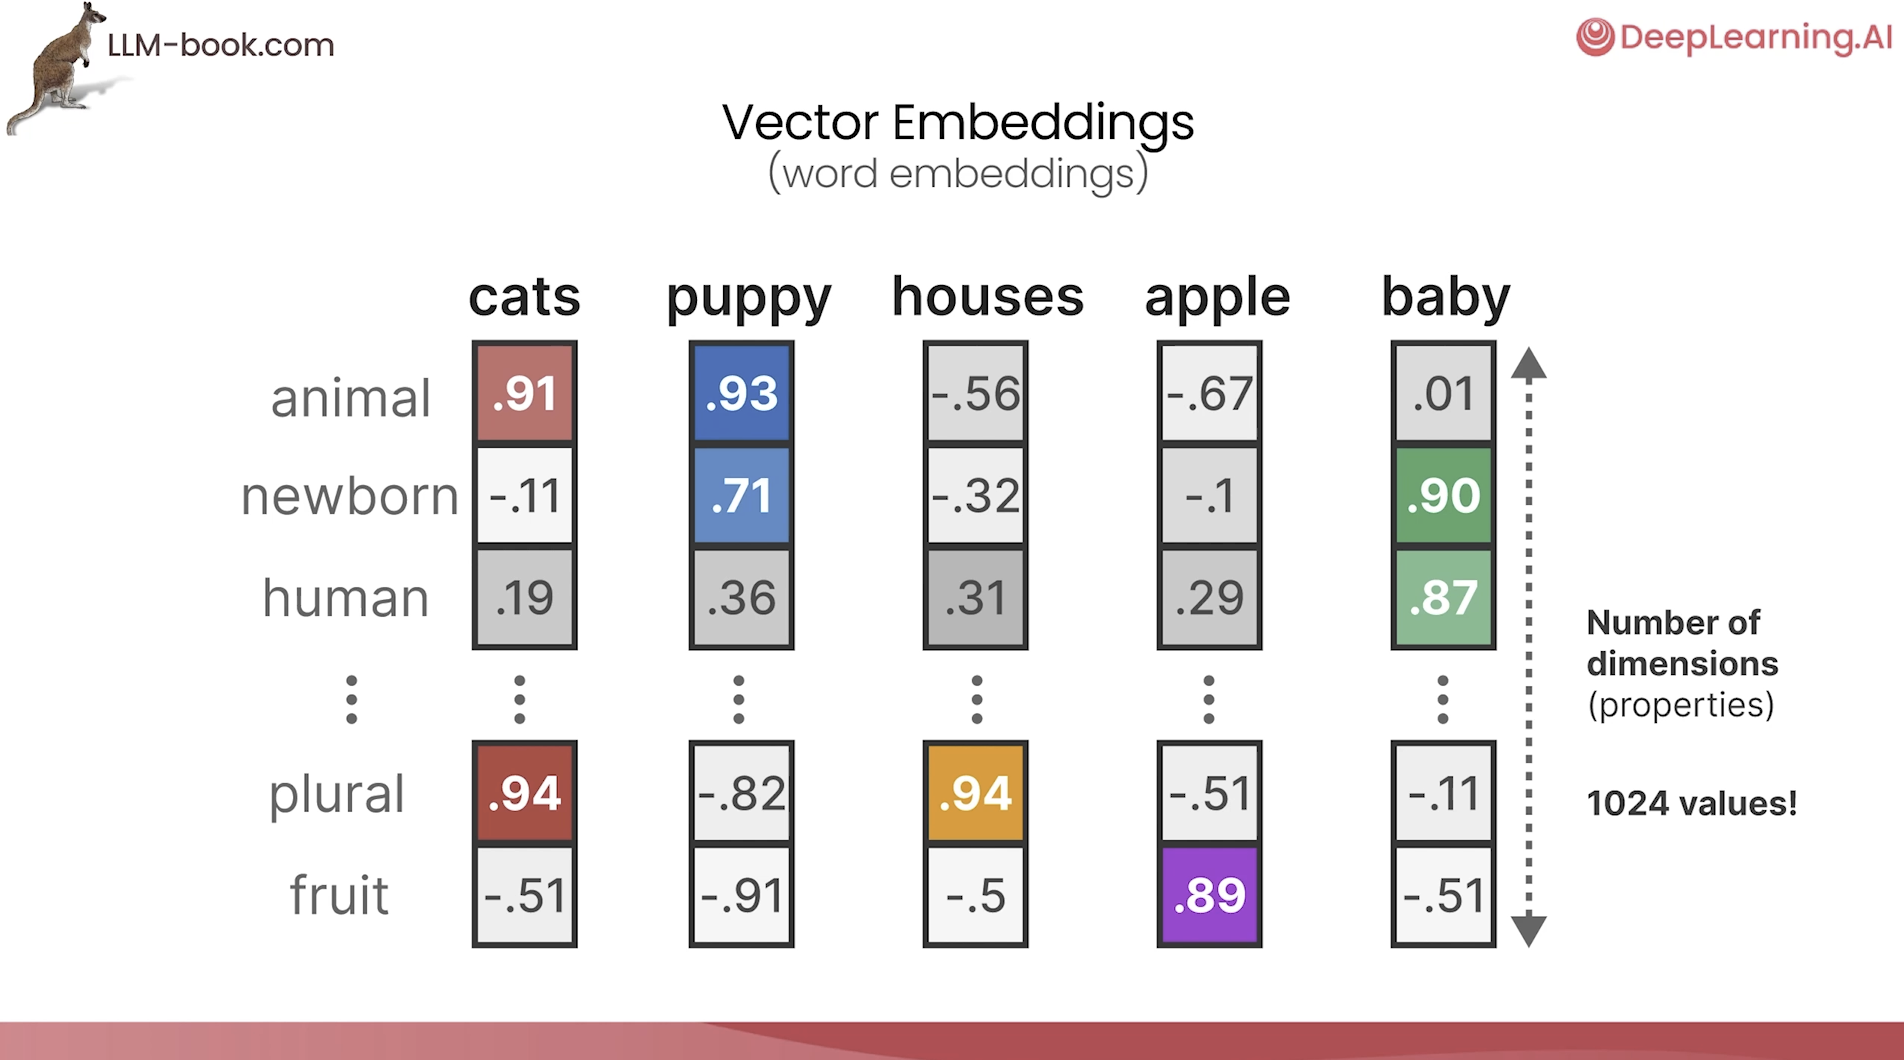 LLM-book.com
DeepLearning.AI
Vector Embeddings
(word embeddings)
cats puppy houses apple baby
animal .91 .93 -.56 -.67 .01
newborn -.11 .71 -.32 -.1 .90
human .19 .36 .31 .29 .87
Number of
dimensions
(properties)
plural .94 -.82 .94 -.51 -.11
1024 values!
fruit -.51 -.91 -.5 .89 -.51